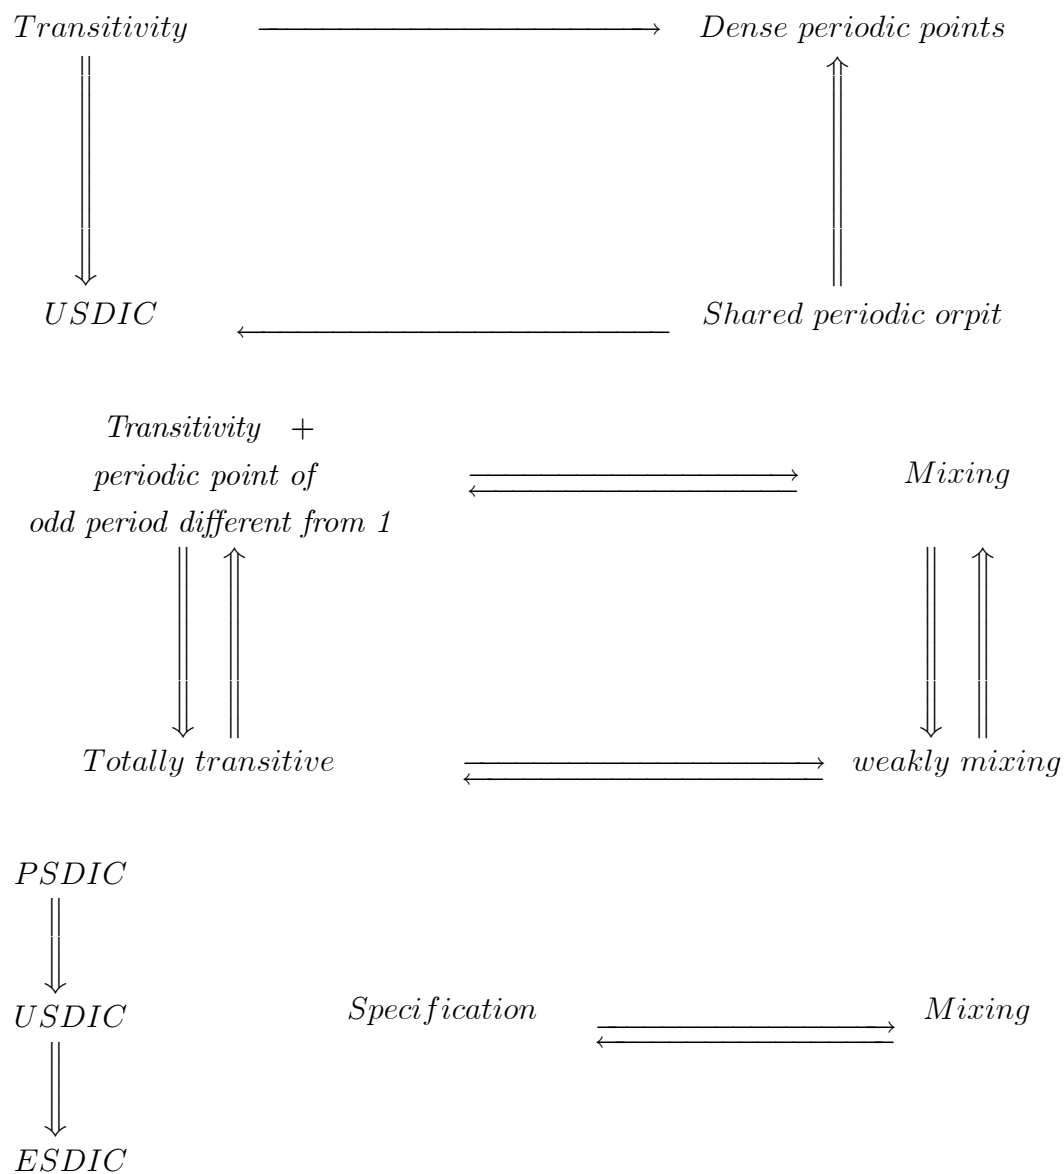 Transitivity Dense periodic points
USDIC Shared periodic orpit
Transitivity +
periodic point of Mixing
odd period different from 1
Totally transitive weakly mixing
PSDIC
USDIC Specification Mixing
ESDIC